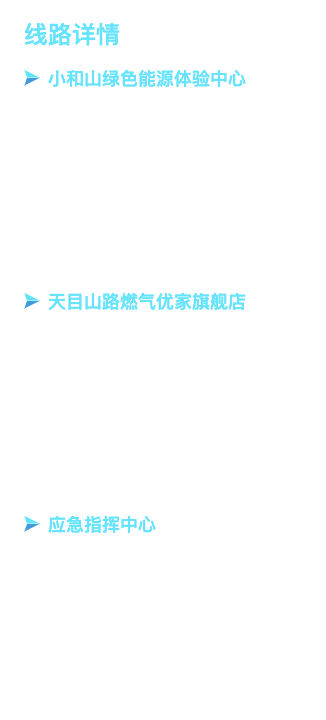 线路详情
小和山绿色能源体验中心
天目山路燃气优家旗舰店
应急指挥中心